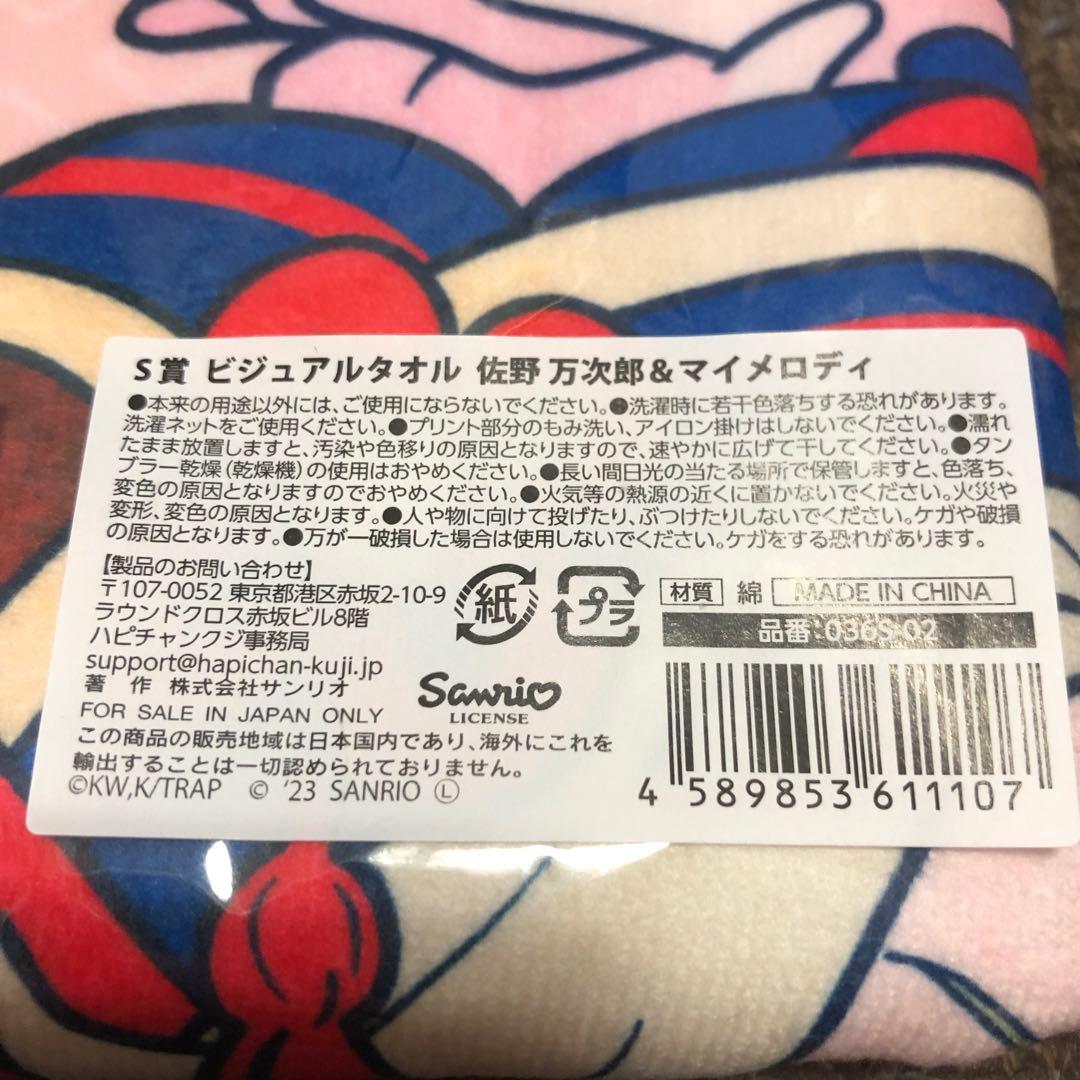 S賞 ビジュアルタオル 佐野 万次郎&マイメロディ
●本来の用途以外には、ご使用にならないでください。●洗濯時に若干色落ちする恐れがあります。
洗濯ネットをご使用ください。●プリント部分のもみ洗い、アイロン掛けはしないでください。●濡れ
たまま放置しますと、汚染や色移りの原因となりますので、速やかに広げて干してください。●タン
ブラー乾燥(乾燥機)の使用はおやめください。●長い間日光の当たる場所で保管しますと、色落ち、
変色の原因となりますのでおやめください。●火気等の熱源の近くに置かないでください。火災や
変形、変色の原因となります。●人や物に向けて投げたり、ぶつけたりしないでください。ケガや破損
の原因となります。●万が一破損した場合は使用しないでください。ケガをする恐れがあります。
【製品のお問い合わせ】
〒107-0052 東京都港区赤坂2-10-9
ラウンドクロス赤坂ビル8階
ハピチャンクジ事務局
support@hapichan-kuji.jp
著 作 株式会社サンリオ
FOR SALE IN JAPAN ONLY
この商品の販売地域は日本国内であり、海外にこれを
輸出することは一切認められておりません。
©KW,K/TRAP © '23 SANRIO Ⓛ
紙
プラ
Sanrio
LICENSE
材質 綿 MADE IN CHINA
品番:036S-02
4 589853 611107